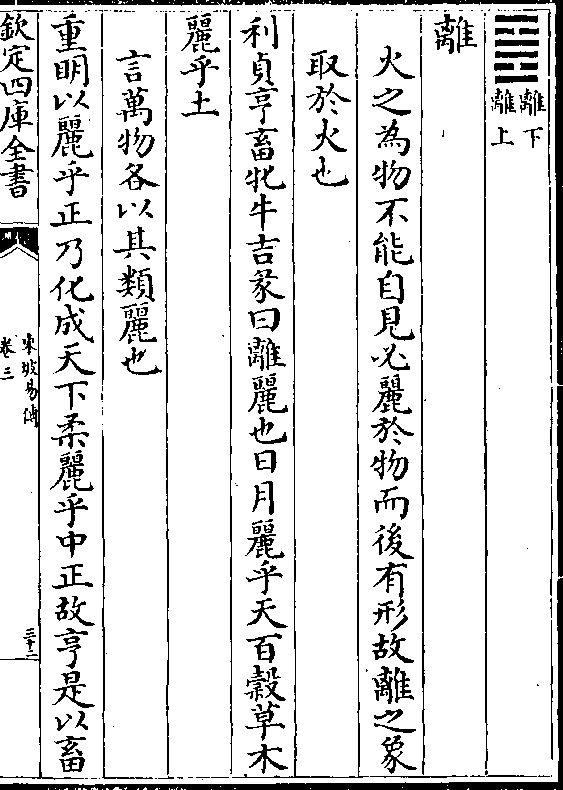 離下
離上
離
火之為物不能自見必麗於物而後有形故離之象
取於火也
利貞亨畜牝牛吉彖曰離麗也日月麗乎天百榖草木
麗乎土
言萬物各以其類麗也
重明以麗乎正乃化成天下柔麗乎中正故亨是以畜
欽定四庫全書
東坡易傳
卷三
三十二